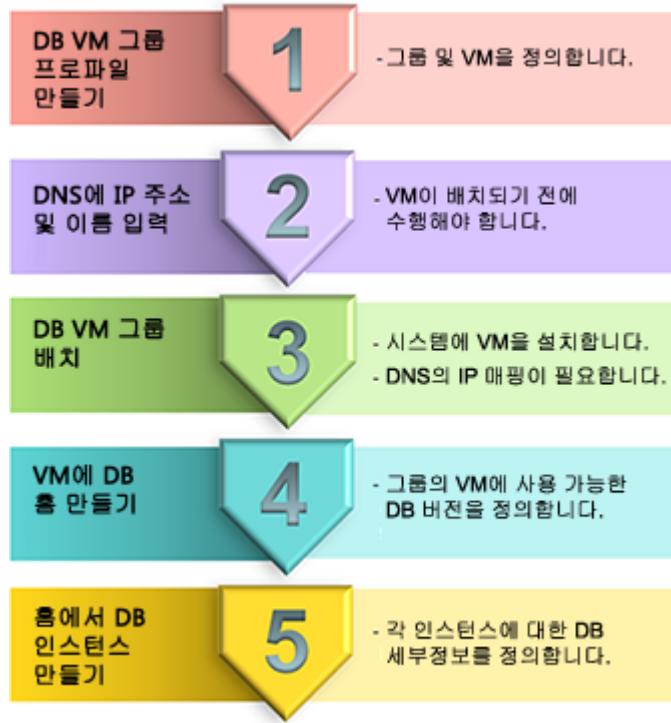 DB VM 그룹
프로파일
만들기
1
- 그룹 및 VM을 정의합니다.
DNS에 IP 주소
및 이름 입력
2
- VM이 배치되기 전에
수행해야 합니다.
DB VM 그룹
배치
3
- 시스템에 VM을 설치합니다.
- DNS의 IP 매핑이 필요합니다.
VM에 DB
홈 만들기
4
- 그룹의 VM에 사용 가능한
DB 버전을 정의합니다.
홈에서 DB
인스턴스
만들기
5
- 각 인스턴스에 대한 DB
세부정보를 정의합니다.